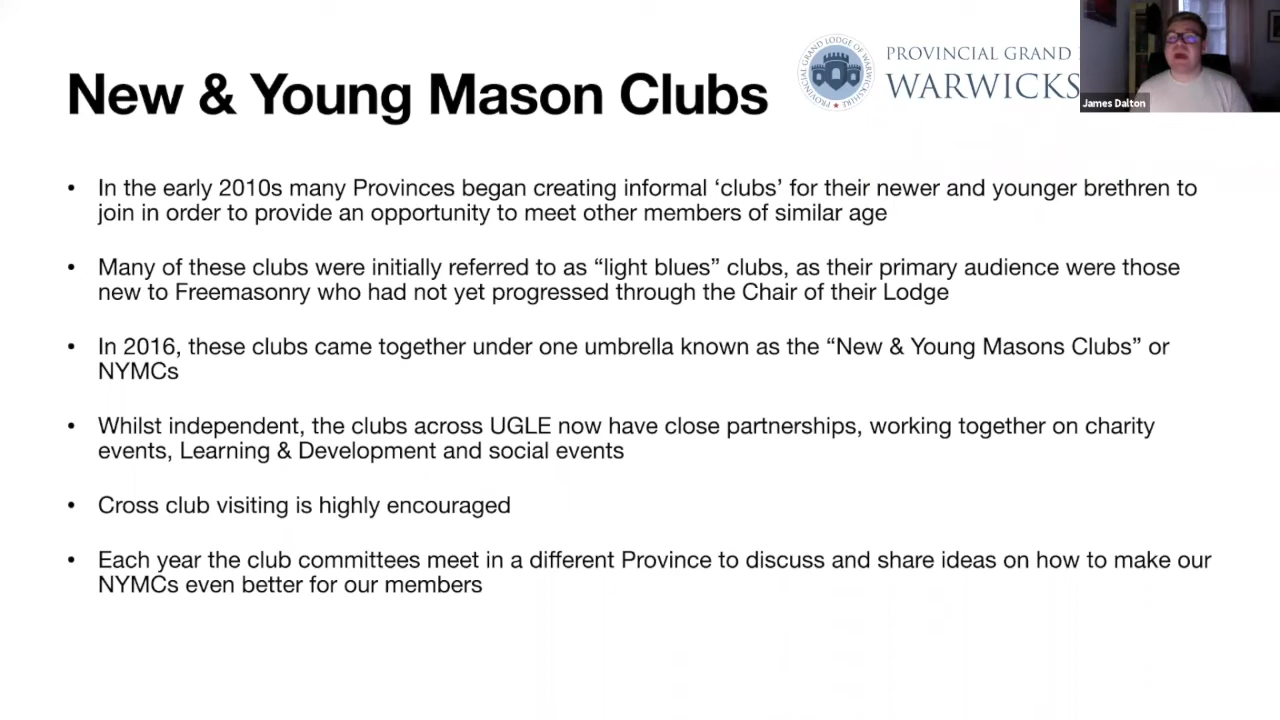 New & Young Mason Clubs
PROVINCIAL GRAND LODGE OF WARWICKSHIRE
PROVINCIAL GRAND
WARWICKS
James Dalton
• In the early 2010s many Provinces began creating informal ‘clubs’ for their newer and younger brethren to
join in order to provide an opportunity to meet other members of similar age
• Many of these clubs were initially referred to as “light blues” clubs, as their primary audience were those
new to Freemasonry who had not yet progressed through the Chair of their Lodge
• In 2016, these clubs came together under one umbrella known as the “New & Young Masons Clubs” or
NYMCs
• Whilst independent, the clubs across UGLE now have close partnerships, working together on charity
events, Learning & Development and social events
• Cross club visiting is highly encouraged
• Each year the club committees meet in a different Province to discuss and share ideas on how to make our
NYMCs even better for our members